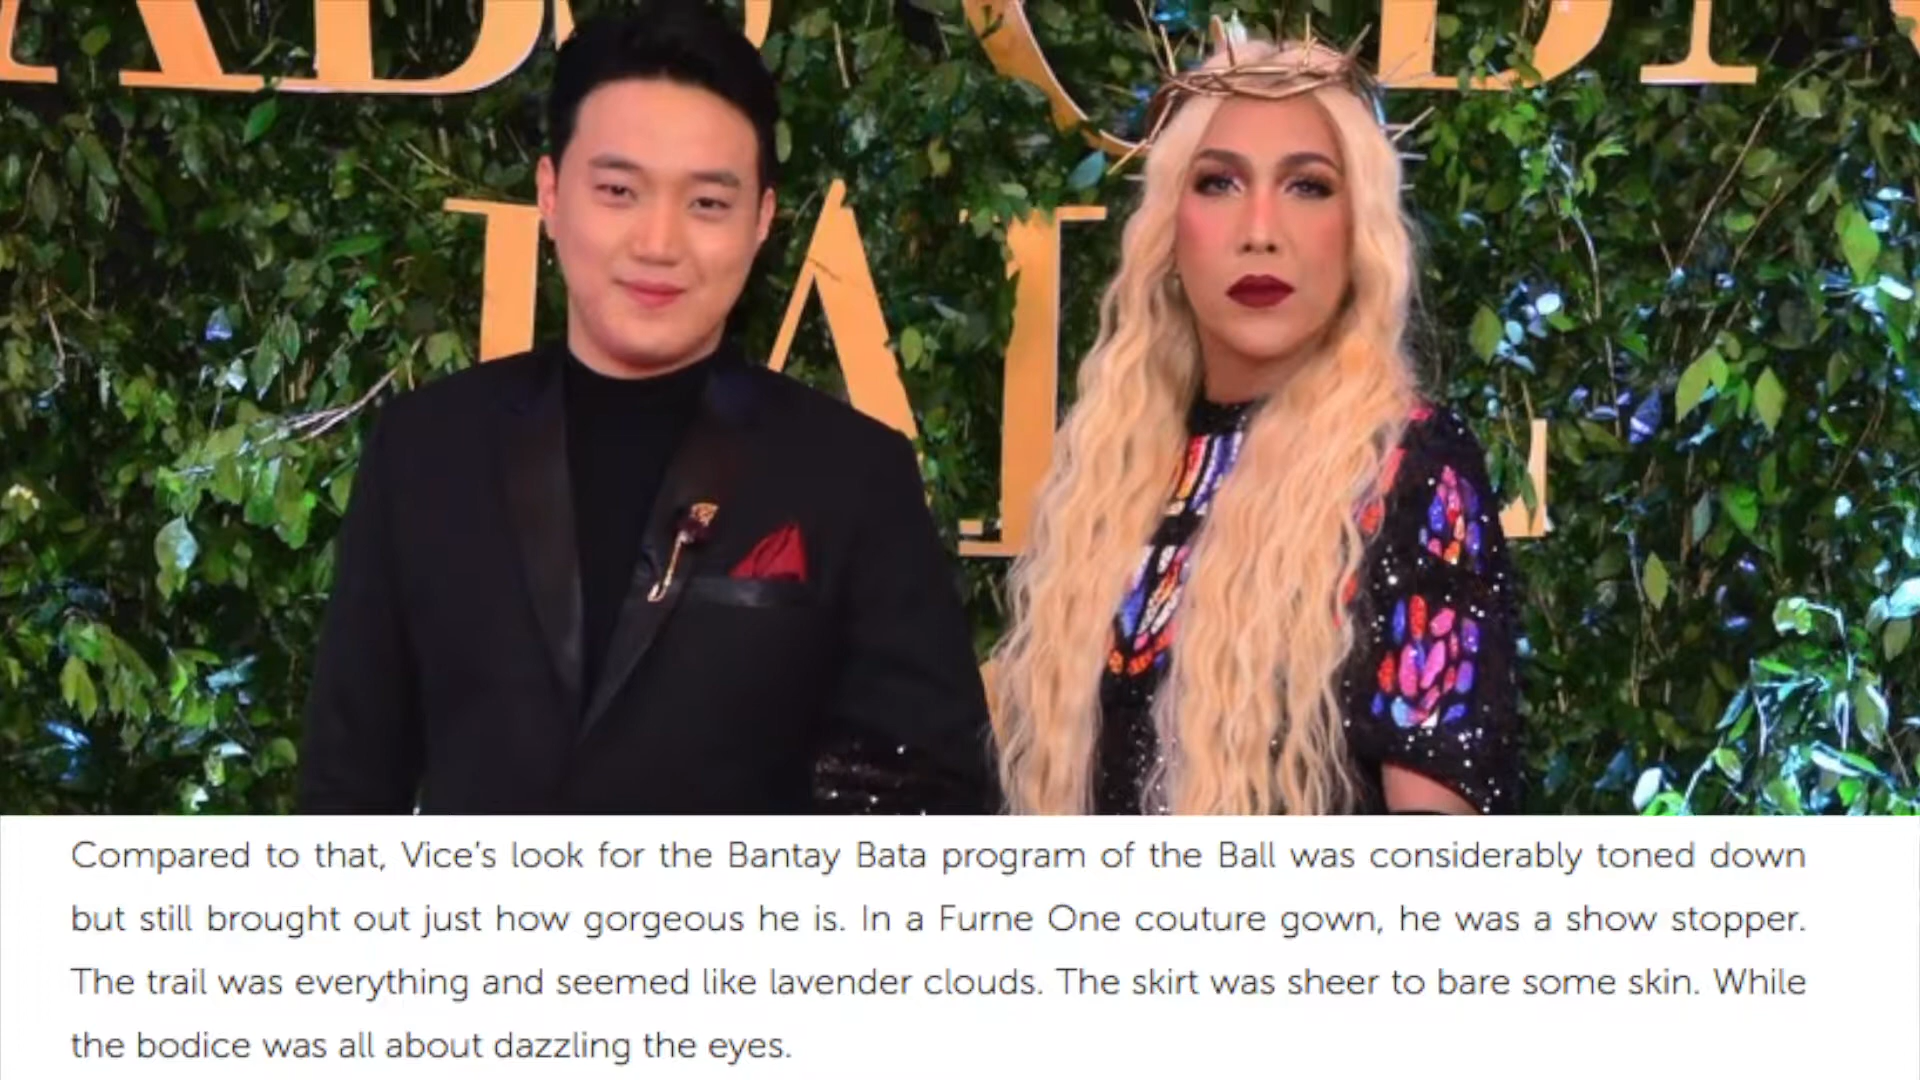 Compared to that, Vice's look for the Bantay Bata program of the Ball was considerably toned down
but still brought out just how gorgeous he is. In a Furne One couture gown, he was a show stopper.
The trail was everything and seemed like lavender clouds. The skirt was sheer to bare some skin. While
the bodice was all about dazzling the eyes.